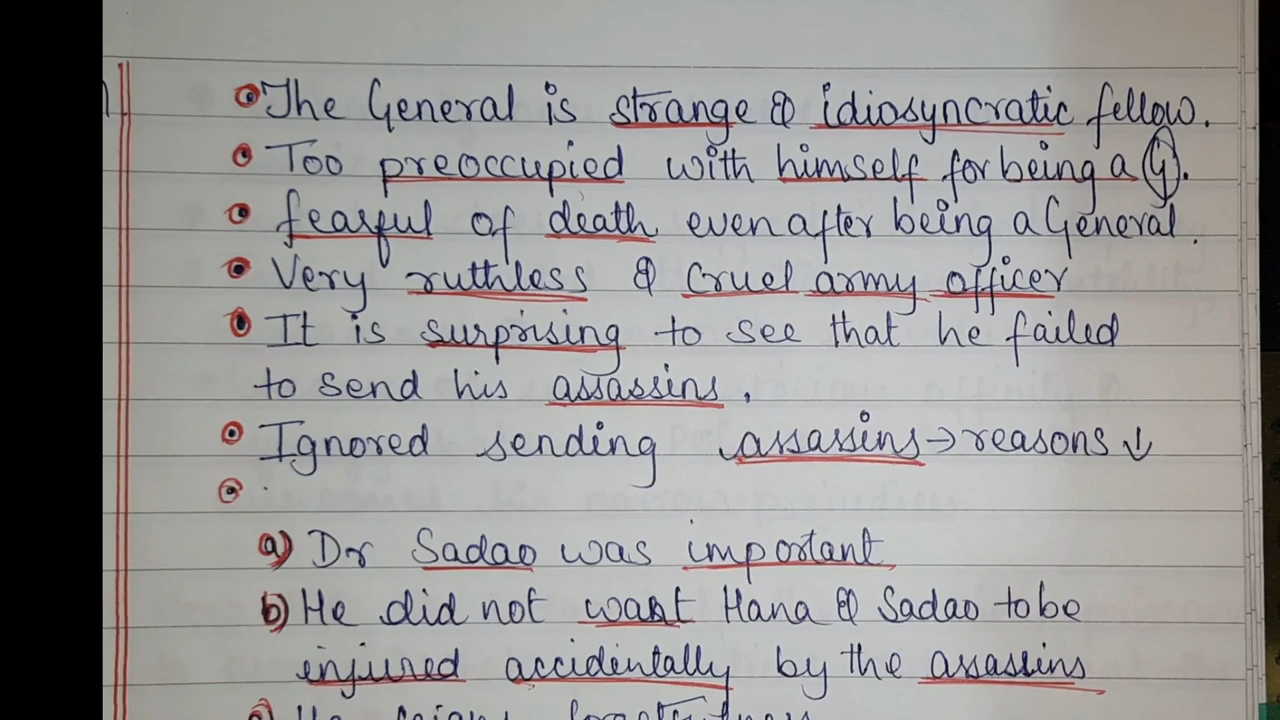 • The General is strange & idiosyncratic fellow.
• Too preoccupied with himself for being a G.
• fearful of death even after being a General.
• Very ruthless & cruel army officer
• It is surprising to see that he failed
to send his assassins.
• Ignored sending assassins → reasons ↓
•
a) Dr Sadao was important
b) He did not want Hana & Sadao to be
injured accidentally by the assassins